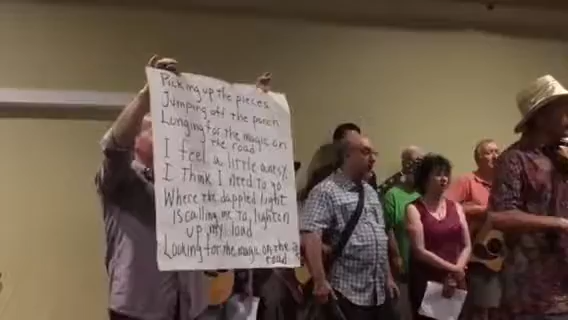 Picking up the pieces
Jumping off the porch
Longing for the magic on
the road
I feel a little antsy.
I think I need to go
Where the dappled light
Is calling me to, lighten
up my load
Looking for the magic on the
road